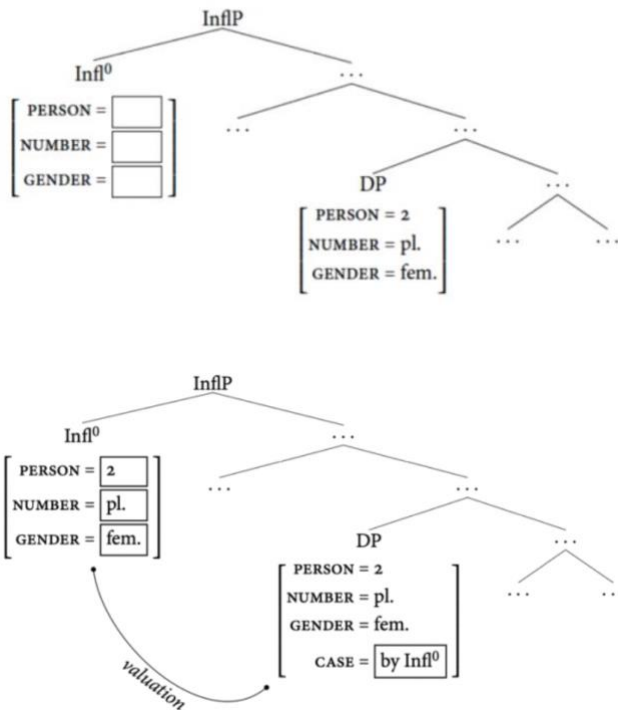 InflP
Infl⁰
...
PERSON =
NUMBER =
GENDER =
...
...
DP
...
PERSON = 2
NUMBER = pl.
GENDER = fem.
...
...
InflP
Infl⁰
...
PERSON = 2
NUMBER = pl.
GENDER = fem.
...
...
DP
...
PERSON = 2
NUMBER = pl.
GENDER = fem.
CASE = by Infl⁰
...
..
valuation